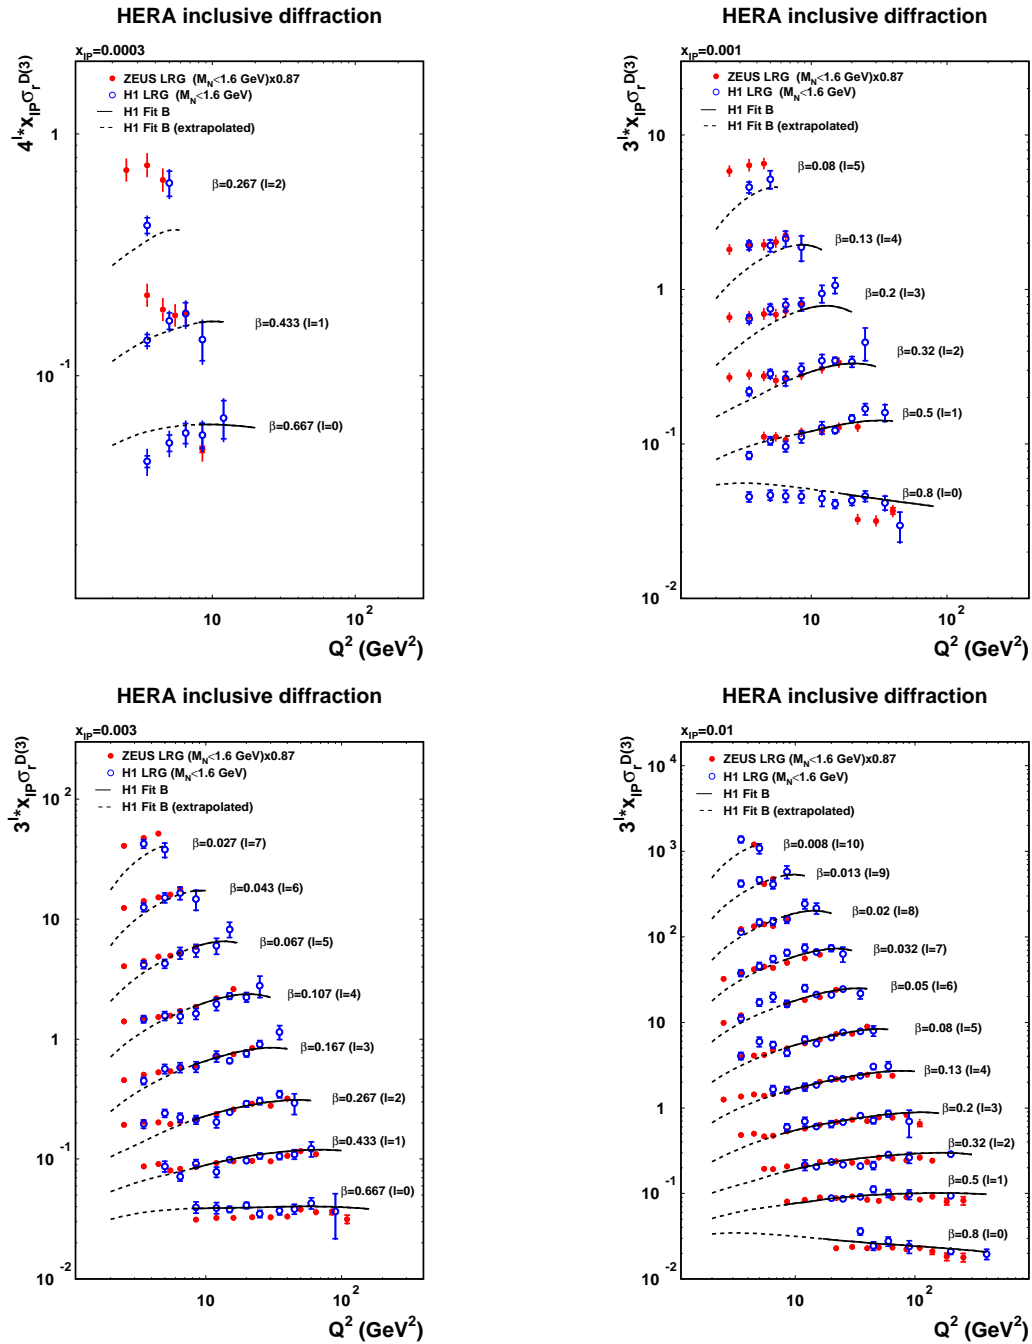 HERA inclusive diffraction
x_IP=0.0003
4^l*x_IPσ_r^D(3)
ZEUS LRG (M_N<1.6 GeV)x0.87
H1 LRG (M_N<1.6 GeV)
H1 Fit B
H1 Fit B (extrapolated)
1
β=0.267 (l=2)
β=0.433 (l=1)
10^-1
β=0.667 (l=0)
10
10^2
Q^2 (GeV^2)
HERA inclusive diffraction
x_IP=0.001
3^l*x_IPσ_r^D(3)
ZEUS LRG (M_N<1.6 GeV)x0.87
H1 LRG (M_N<1.6 GeV)
H1 Fit B
H1 Fit B (extrapolated)
10
β=0.08 (l=5)
β=0.13 (l=4)
1
β=0.2 (l=3)
β=0.32 (l=2)
β=0.5 (l=1)
10^-1
β=0.8 (l=0)
10^-2
10
10^2
Q^2 (GeV^2)
HERA inclusive diffraction
x_IP=0.003
3^l*x_IPσ_r^D(3)
ZEUS LRG (M_N<1.6 GeV)x0.87
H1 LRG (M_N<1.6 GeV)
H1 Fit B
H1 Fit B (extrapolated)
10^2
β=0.027 (l=7)
β=0.043 (l=6)
10
β=0.067 (l=5)
β=0.107 (l=4)
1
β=0.167 (l=3)
β=0.267 (l=2)
β=0.433 (l=1)
10^-1
β=0.667 (l=0)
10^-2
10
10^2
Q^2 (GeV^2)
HERA inclusive diffraction
x_IP=0.01
3^l*x_IPσ_r^D(3)
10^4
ZEUS LRG (M_N<1.6 GeV)x0.87
H1 LRG (M_N<1.6 GeV)
H1 Fit B
H1 Fit B (extrapolated)
10^3
β=0.008 (l=10)
β=0.013 (l=9)
β=0.02 (l=8)
10^2
β=0.032 (l=7)
β=0.05 (l=6)
10
β=0.08 (l=5)
β=0.13 (l=4)
1
β=0.2 (l=3)
β=0.32 (l=2)
β=0.5 (l=1)
10^-1
β=0.8 (l=0)
10^-2
10
10^2
Q^2 (GeV^2)